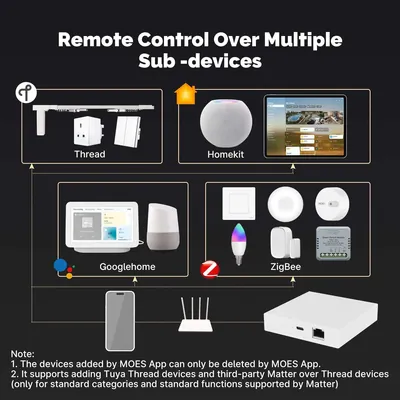 Remote Control Over Multiple
Sub -devices
Thread
Homekit
Googlehome
ZigBee
Note:
1. The devices added by MOES App can only be deleted by MOES App.
2. It supports adding Tuya Thread devices and third-party Matter over Thread devices
(only for standard categories and standard functions supported by Matter)